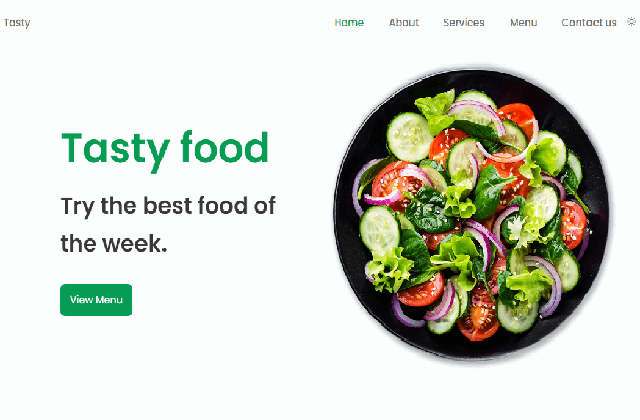 Tasty
Home About Services Menu Contact us
Tasty food
Try the best food of
the week.
View Menu